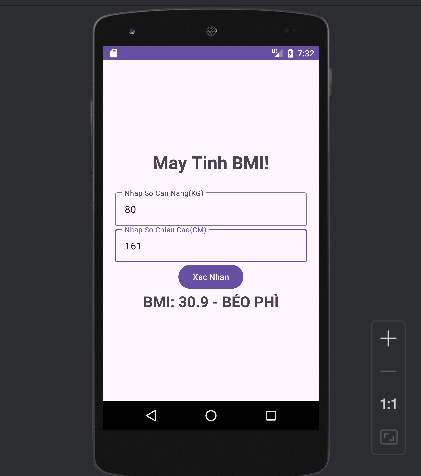 7:32
May Tinh BMI!
Nhap So Can Nang(KG)
80
Nhap So Chieu Cao(CM)
161
Xac Nhan
BMI: 30.9 - BÉO PHÌ
1:1